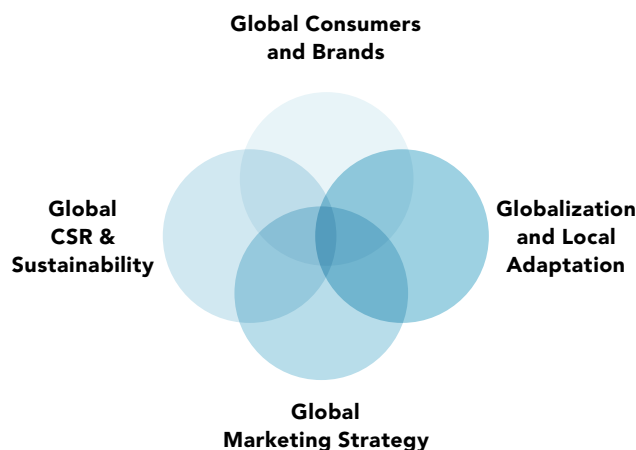 Global Consumers
and Brands
Global
CSR &
Sustainability
Globalization
and Local
Adaptation
Global
Marketing Strategy